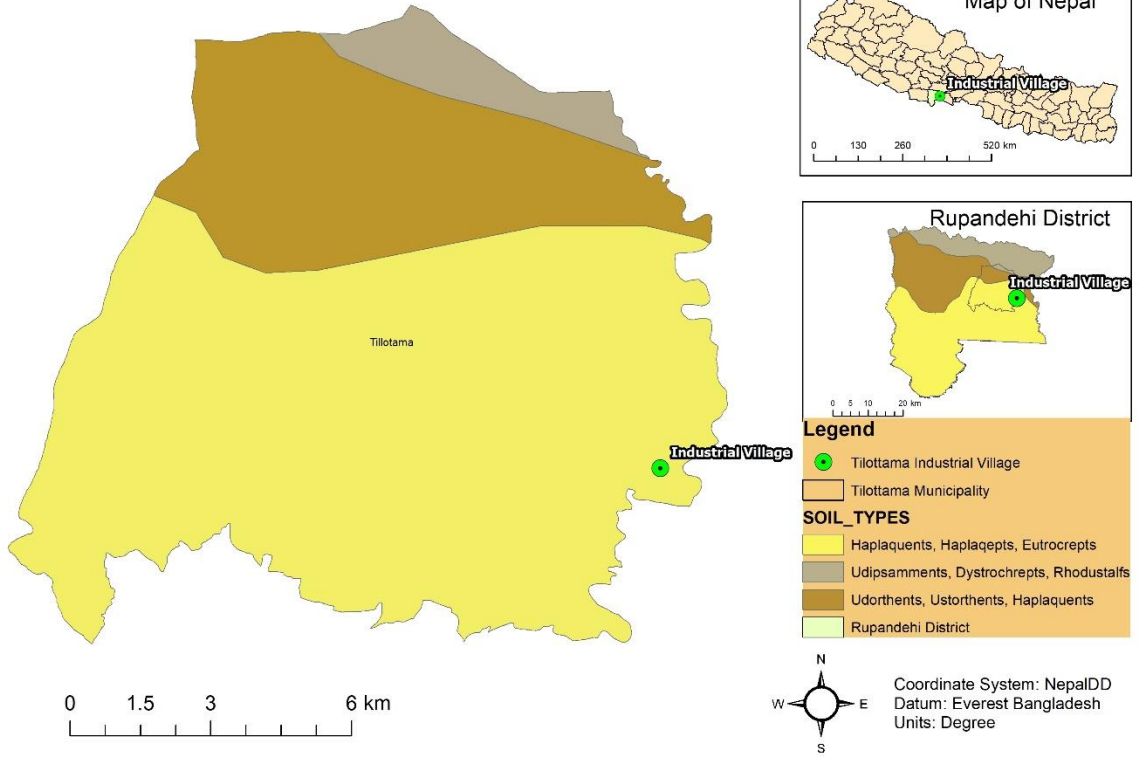 Map of Nepal
Industrial Village
0 130 260 520 km
Rupandehi District
Industrial Village
0 5 10 20 km
Tillotama
Industrial Village
Legend
Tilottama Industrial Village
Tilottama Municipality
SOIL_TYPES
Haplaquents, Haplaqepts, Eutrocrepts
Udipsamments, Dystrochrepts, Rhodustalfs
Udorthents, Ustorthents, Haplaquents
Rupandehi District
0 1.5 3 6 km
N
W E
S
Coordinate System: NepalDD
Datum: Everest Bangladesh
Units: Degree